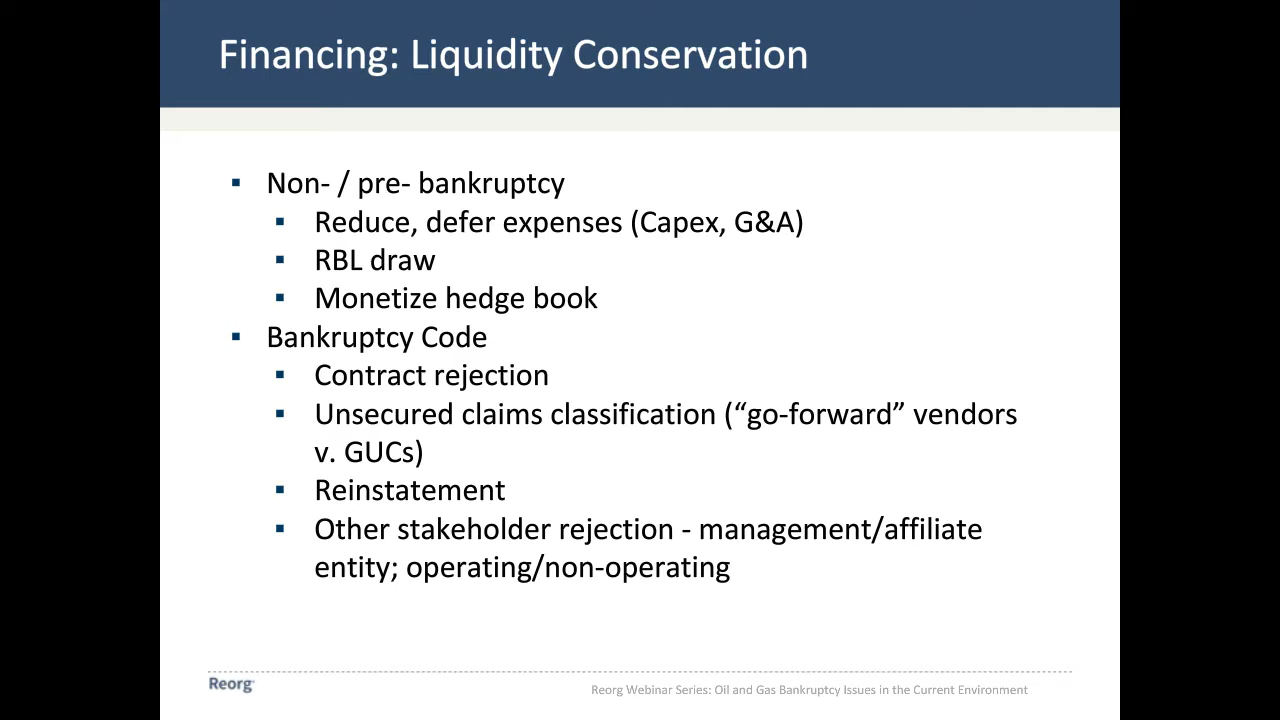 Financing: Liquidity Conservation
▪ Non- / pre- bankruptcy
▪ Reduce, defer expenses (Capex, G&A)
▪ RBL draw
▪ Monetize hedge book
▪ Bankruptcy Code
▪ Contract rejection
▪ Unsecured claims classification (“go-forward” vendors
v. GUCs)
▪ Reinstatement
▪ Other stakeholder rejection - management/affiliate
entity; operating/non-operating
Reorg
Reorg Webinar Series: Oil and Gas Bankruptcy Issues in the Current Environment